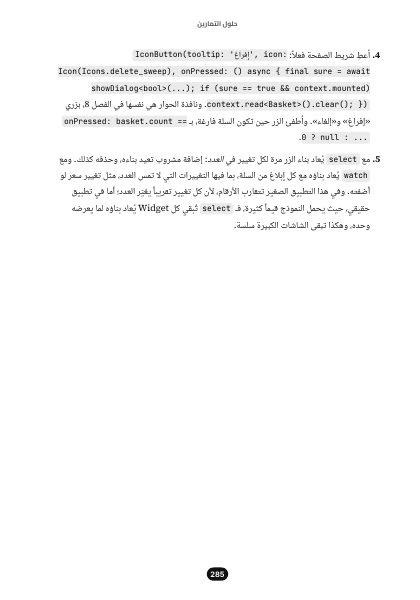 حلول التمارين
4. أعطِ شريط الصفحة فعلًا: IconButton(tooltip: 'إفراغ', icon:
Icon(Icons.delete_sweep), onPressed: () async { final sure = await
showDialog<bool>(...); if (sure == true && context.mounted)
context.read<Basket>().clear(); }). ونافذة الحوار هي نفسها في الفصل 8، بزري
«إفراغ» و«إلغاء». وأطفئ الزر حين تكون السلة فارغة، بـ onPressed: basket.count ==
0 ? null : ....
5. مع select يُعاد بناء الزر مرة لكل تغيير في العدد: إضافة مشروب تعيد بناءه، وحذفه كذلك. ومع
watch يُعاد بناؤه مع كل إبلاغ من السلة، بما فيها التغييرات التي لا تمس العدد، مثل تغيير سعر لو
أضفته. وفي هذا التطبيق الصغير تتقارب الأرقام، لأن كل تغيير تقريباً يغيّر العدد؛ أما في تطبيق
حقيقي، حيث يحمل النموذج قيماً كثيرة، فـ select تُبقي كل Widget يُعاد بناؤه لما يعرضه
وحده، وهكذا تبقى الشاشات الكبيرة سلسة.
285